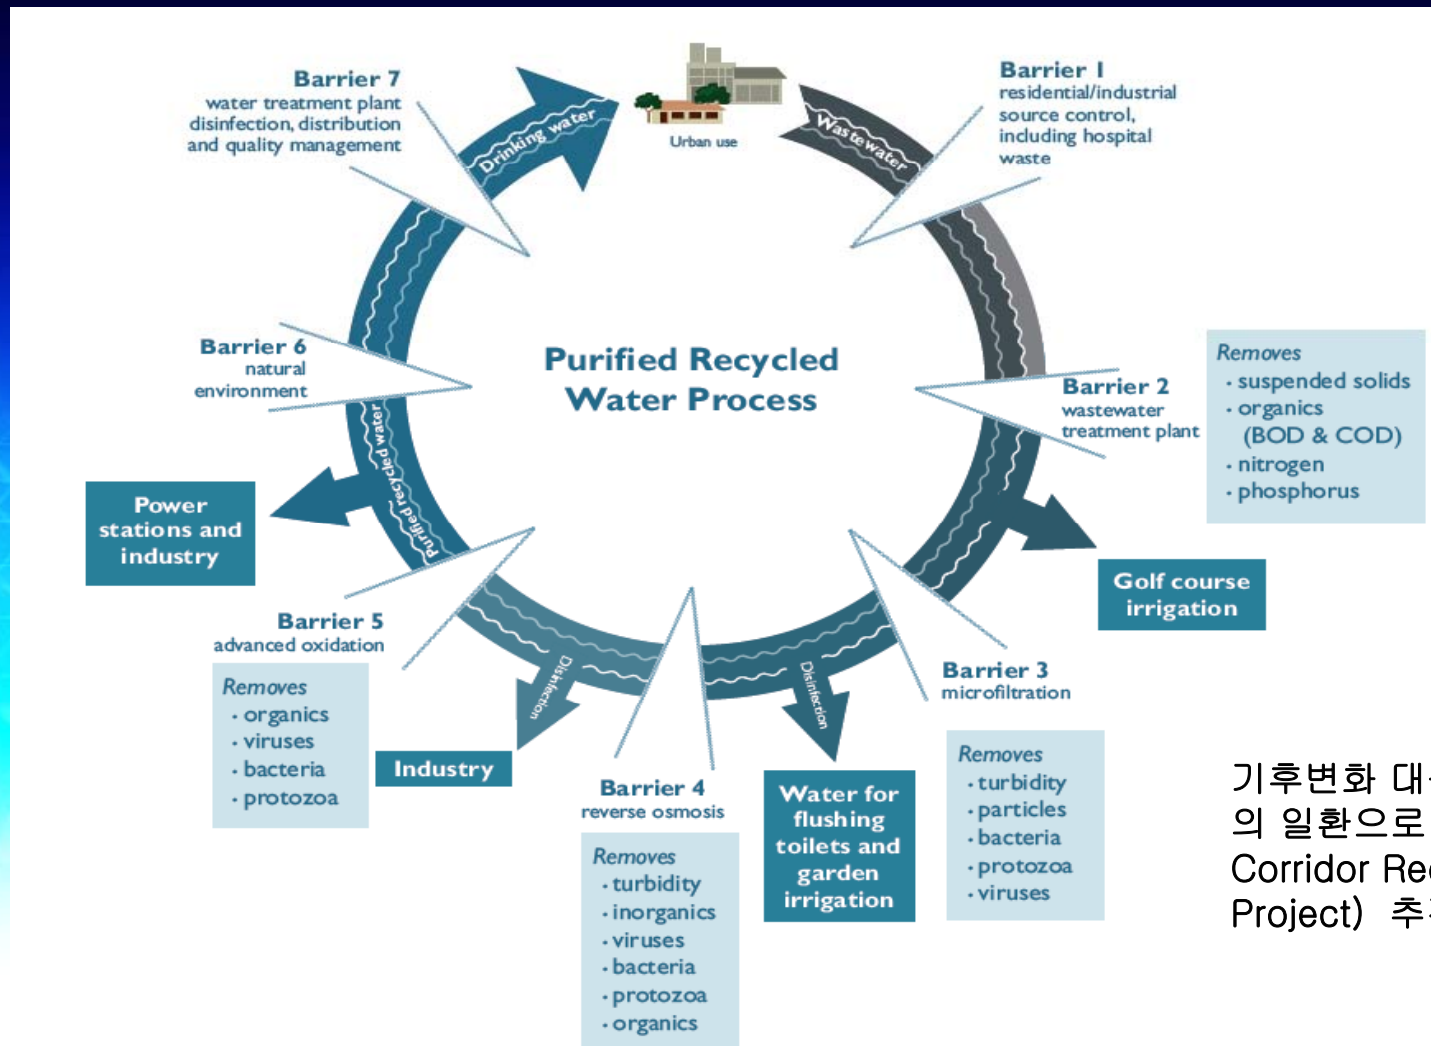 Urban use
Wastewater
Barrier 1
residential/industrial
source control,
including hospital
waste
Barrier 2
wastewater
treatment plant
Removes
· suspended solids
· organics
(BOD & COD)
· nitrogen
· phosphorus
Golf course
irrigation
Barrier 3
microfiltration
Removes
· turbidity
· particles
· bacteria
· protozoa
· viruses
Disinfection
Water for
flushing
toilets and
garden
irrigation
Barrier 4
reverse osmosis
Removes
· turbidity
· inorganics
· viruses
· bacteria
· protozoa
· organics
Disinfection
Industry
Barrier 5
advanced oxidation
Removes
· organics
· viruses
· bacteria
· protozoa
Purified recycled water
Power
stations and
industry
Barrier 6
natural
environment
Barrier 7
water treatment plant
disinfection, distribution
and quality management
Drinking water
Purified Recycled
Water Process
기후변화
의 일환으로
Corridor
Project)